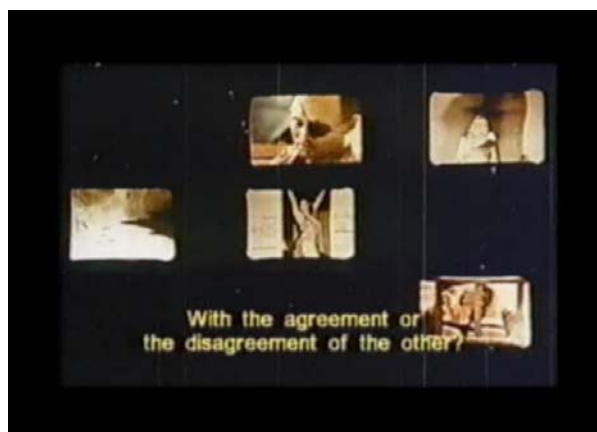 With the agreement or
the disagreement of the other?